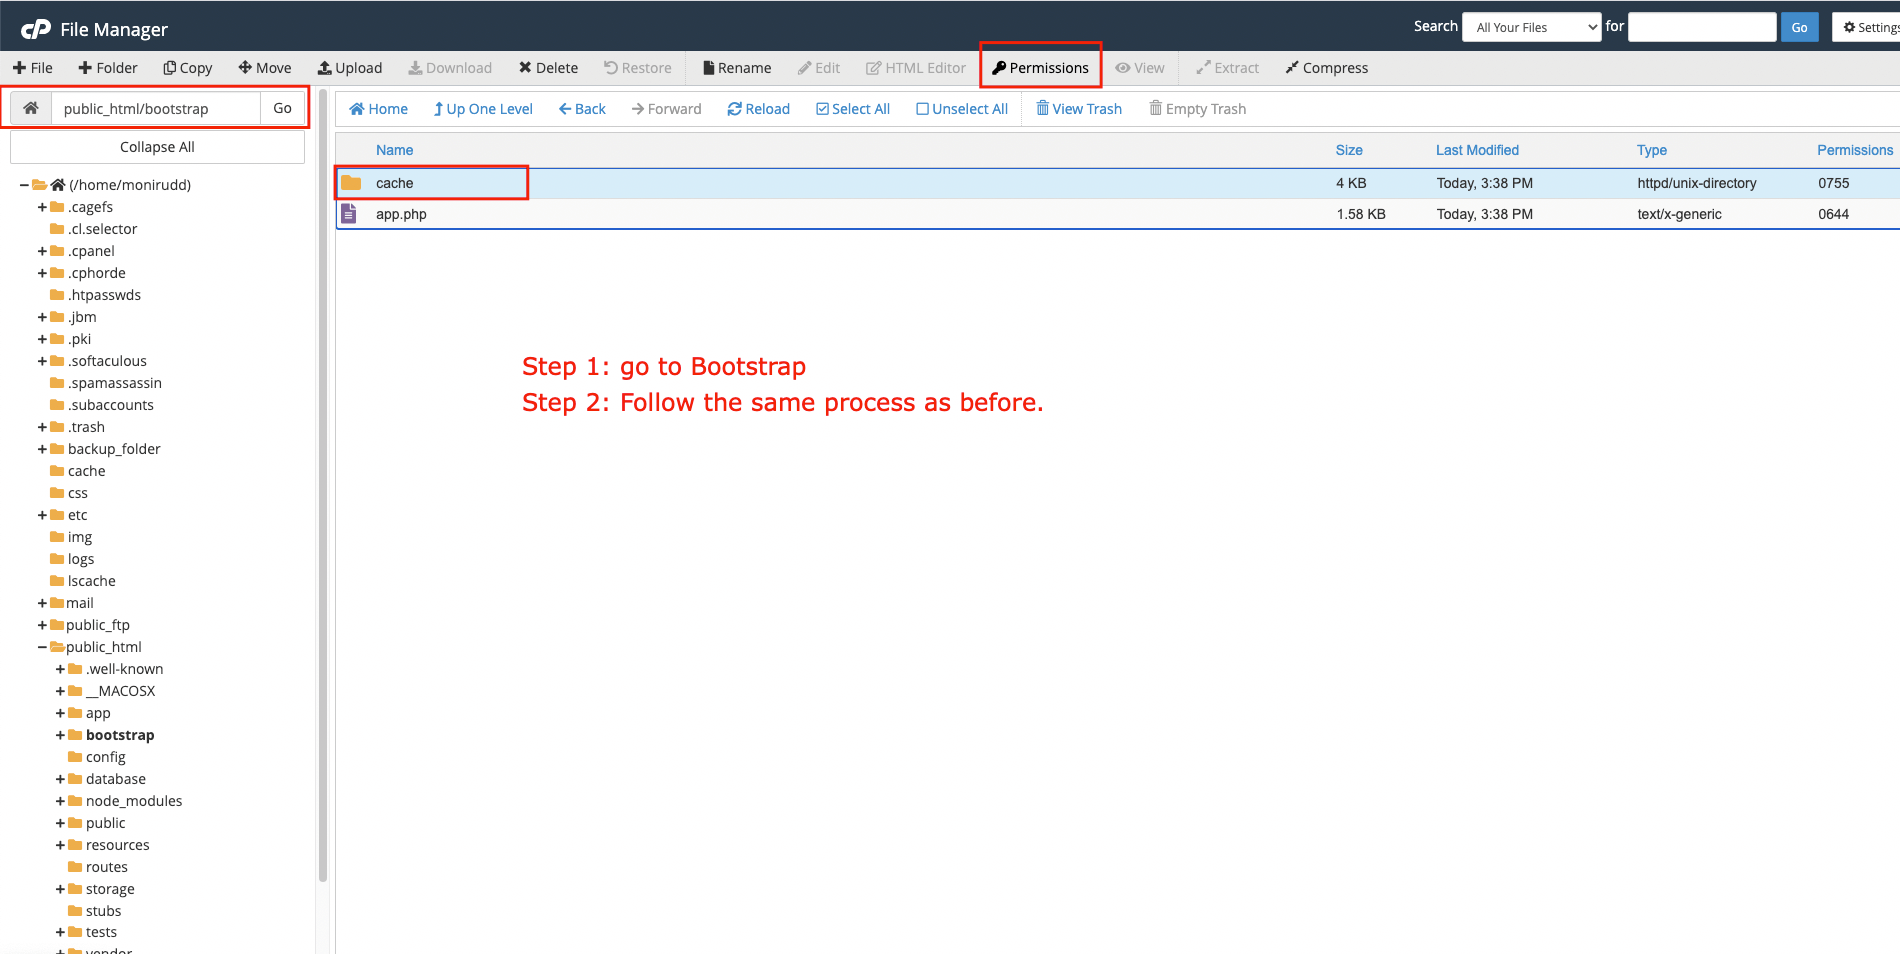 cP File Manager
Search All Your Files for Go Settings
File Folder Copy Move Upload Download Delete Restore Rename Edit HTML Editor Permissions View Extract Compress
public_html/bootstrap Go
Collapse All
(/home/monirudd)
.cagefs
.cl.selector
.cpanel
.cphorde
.htpasswds
.jbm
.pki
.softaculous
.spamassassin
.subaccounts
.trash
backup_folder
cache
css
etc
img
logs
lscache
mail
public_ftp
public_html
.well-known
__MACOSX
app
bootstrap
config
database
node_modules
public
resources
routes
storage
stubs
tests
vendor
Home Up One Level Back Forward Reload Select All Unselect All View Trash Empty Trash
Name Size Last Modified Type Permissions
cache 4 KB Today, 3:38 PM httpd/unix-directory 0755
app.php 1.58 KB Today, 3:38 PM text/x-generic 0644
Step 1: go to Bootstrap
Step 2: Follow the same process as before.